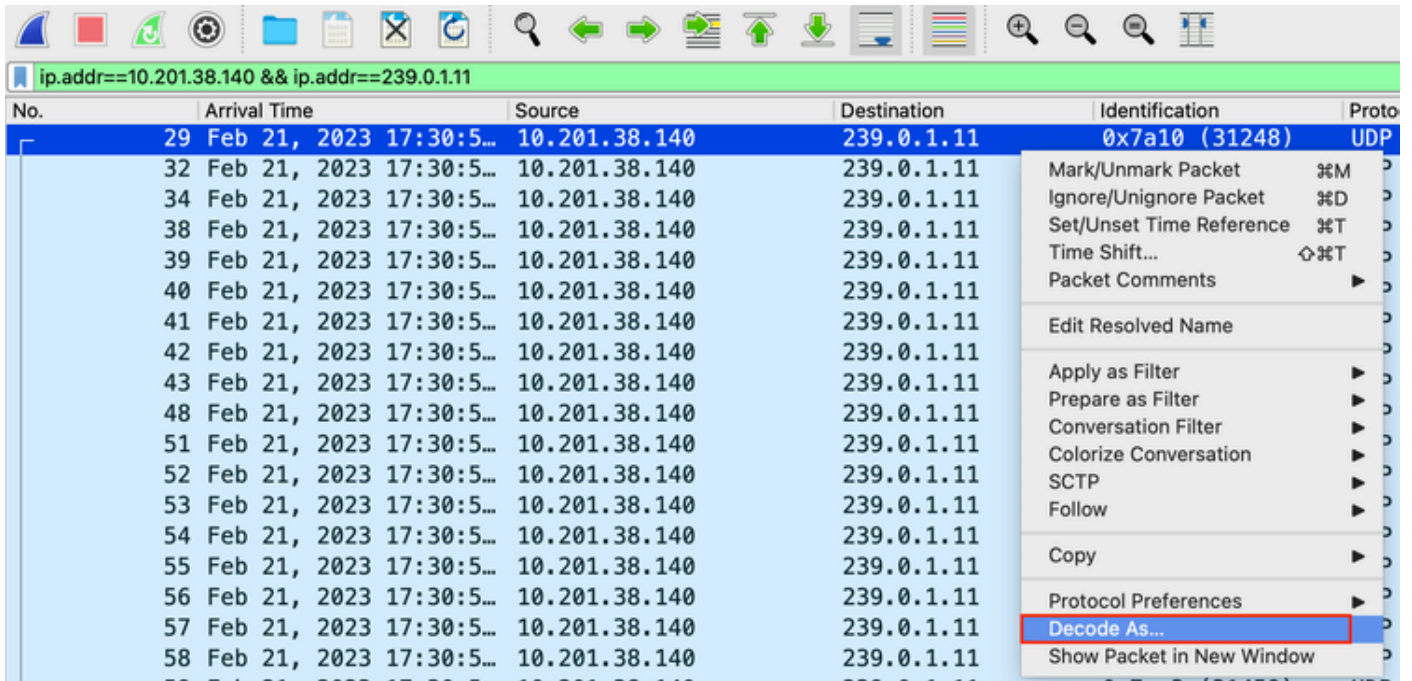 ip.addr==10.201.38.140 && ip.addr==239.0.1.11
No. Arrival Time Source Destination Identification Proto
29 Feb 21, 2023 17:30:5… 10.201.38.140 239.0.1.11 0x7a10 (31248) UDP
32 Feb 21, 2023 17:30:5… 10.201.38.140 239.0.1.11
34 Feb 21, 2023 17:30:5… 10.201.38.140 239.0.1.11
38 Feb 21, 2023 17:30:5… 10.201.38.140 239.0.1.11
39 Feb 21, 2023 17:30:5… 10.201.38.140 239.0.1.11
40 Feb 21, 2023 17:30:5… 10.201.38.140 239.0.1.11
41 Feb 21, 2023 17:30:5… 10.201.38.140 239.0.1.11
42 Feb 21, 2023 17:30:5… 10.201.38.140 239.0.1.11
43 Feb 21, 2023 17:30:5… 10.201.38.140 239.0.1.11
48 Feb 21, 2023 17:30:5… 10.201.38.140 239.0.1.11
51 Feb 21, 2023 17:30:5… 10.201.38.140 239.0.1.11
52 Feb 21, 2023 17:30:5… 10.201.38.140 239.0.1.11
53 Feb 21, 2023 17:30:5… 10.201.38.140 239.0.1.11
54 Feb 21, 2023 17:30:5… 10.201.38.140 239.0.1.11
55 Feb 21, 2023 17:30:5… 10.201.38.140 239.0.1.11
56 Feb 21, 2023 17:30:5… 10.201.38.140 239.0.1.11
57 Feb 21, 2023 17:30:5… 10.201.38.140 239.0.1.11
58 Feb 21, 2023 17:30:5… 10.201.38.140 239.0.1.11
Mark/Unmark Packet ⌘M
Ignore/Unignore Packet ⌘D
Set/Unset Time Reference ⌘T
Time Shift... ⇧⌘T
Packet Comments
Edit Resolved Name
Apply as Filter
Prepare as Filter
Conversation Filter
Colorize Conversation
SCTP
Follow
Copy
Protocol Preferences
Decode As...
Show Packet in New Window